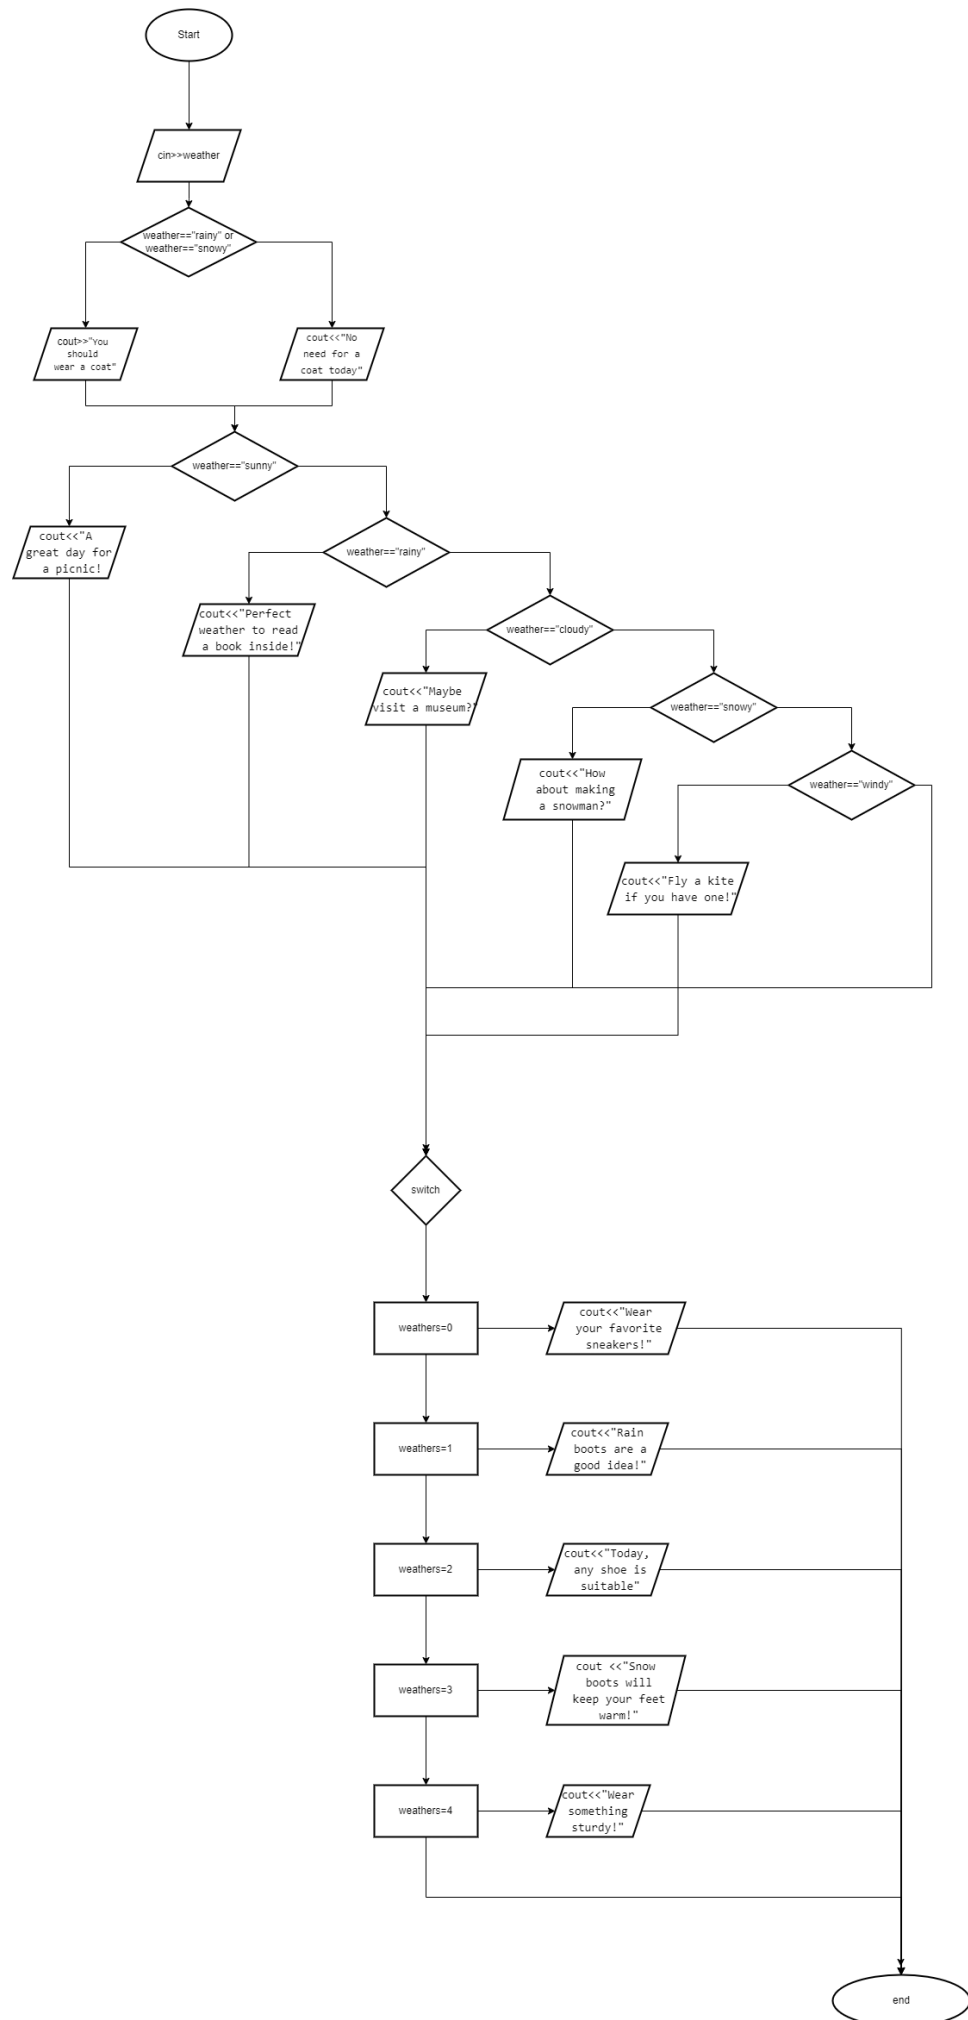 Start
cin>>weather
weather=="rainy" or
weather=="snowy"
cout>>"You
should
wear a coat"
cout<<"No
need for a
coat today"
weather=="sunny"
cout<<"A
great day for
a picnic!
weather=="rainy"
cout<<"Perfect
weather to read
a book inside!"
weather=="cloudy"
cout<<"Maybe
visit a museum?"
weather=="snowy"
cout<<"How
about making
a snowman?"
weather=="windy"
cout<<"Fly a kite
if you have one!"
switch
weathers=0
cout<<"Wear
your favorite
sneakers!"
weathers=1
cout<<"Rain
boots are a
good idea!"
weathers=2
cout<<"Today,
any shoe is
suitable"
weathers=3
cout <<"Snow
boots will
keep your feet
warm!"
weathers=4
cout<<"Wear
something
sturdy!"
end